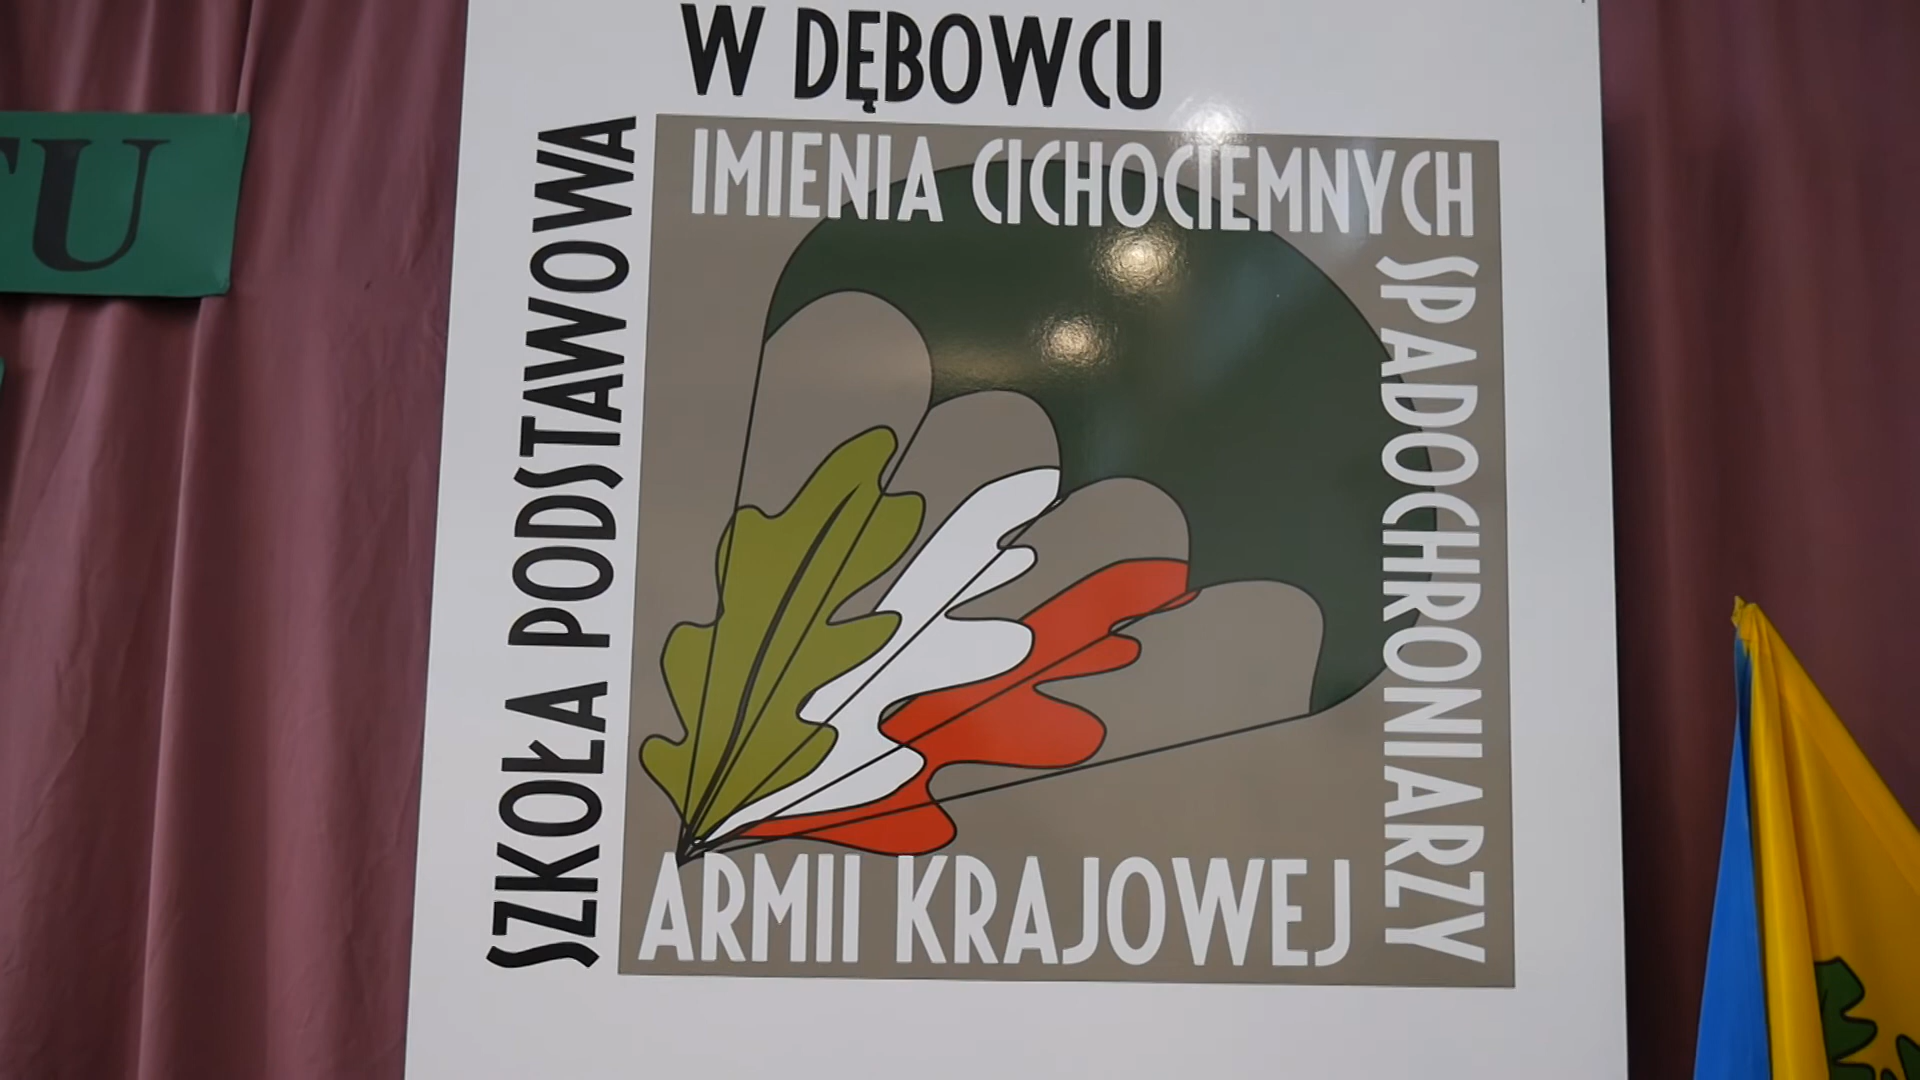 SZKOŁA PODSTAWOWA
W DĘBOWCU
IMIENIA CICHOCIEMNYCH
SPADOCHRONIARZY
ARMII KRAJOWEJ